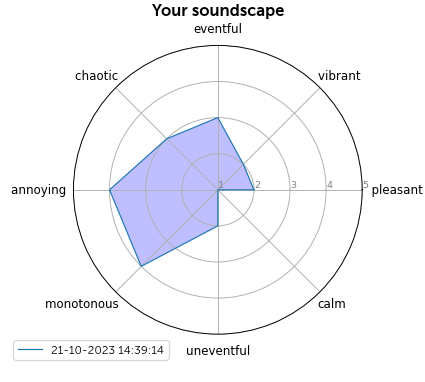 Your soundscape
eventful
chaotic
vibrant
annoying
1
2
3
4
5
pleasant
monotonous
calm
uneventful
21-10-2023 14:39:14